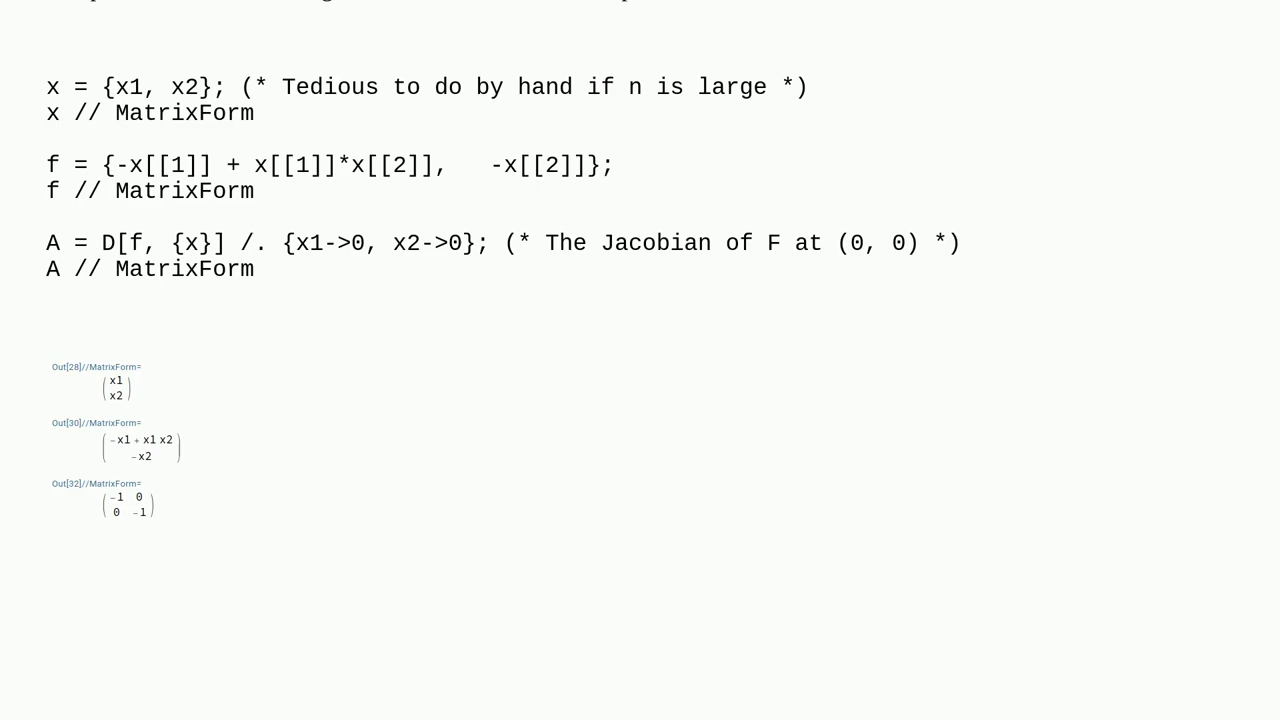 x = {x1, x2}; (* Tedious to do by hand if n is large *)
x // MatrixForm
f = {-x[[1]] + x[[1]]*x[[2]],   -x[[2]]};
f // MatrixForm
A = D[f, {x}] /. {x1->0, x2->0}; (* The Jacobian of F at (0, 0) *)
A // MatrixForm
Out[28]//MatrixForm=
( x1 )
( x2 )
Out[30]//MatrixForm=
( -x1 + x1 x2 )
( -x2 )
Out[32]//MatrixForm=
( -1 0 )
( 0 -1 )